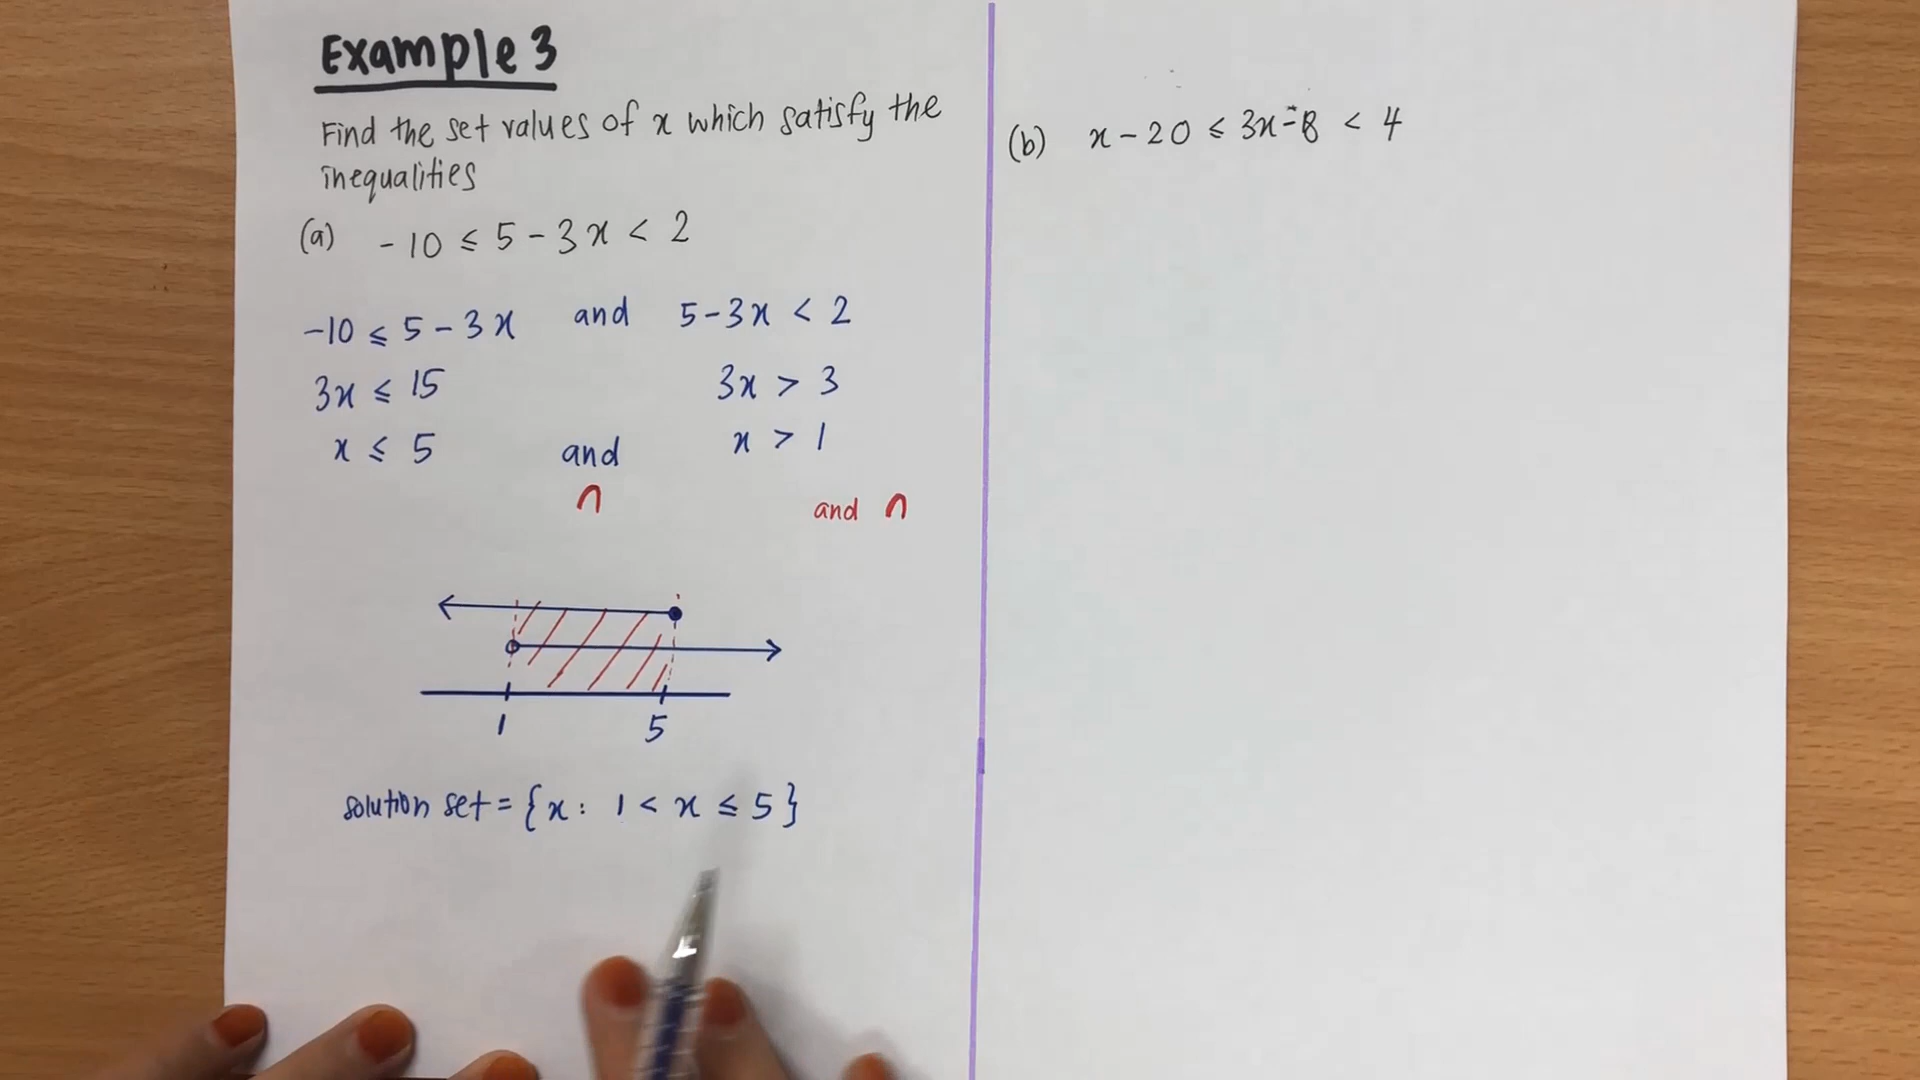 Example 3
Find the set values of x which satisfy the
inequalities
(a) -10 ≤ 5 - 3x < 2
-10 ≤ 5 - 3x and 5 - 3x < 2
3x ≤ 15 3x > 3
x ≤ 5 and x > 1
∩ and ∩
1 5
solution set = {x : 1 < x ≤ 5}
(b) x - 20 ≤ 3x - 8 < 4